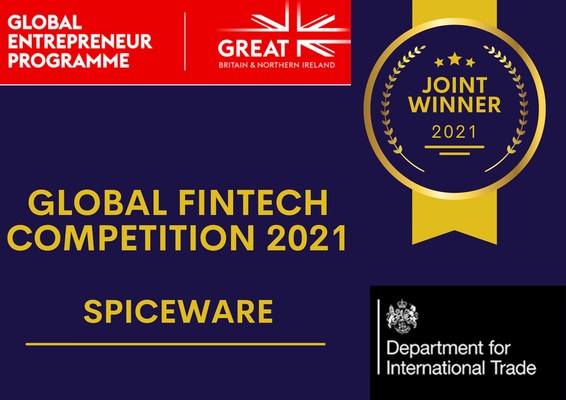 GLOBAL
ENTREPRENEUR
PROGRAMME
GREAT
BRITAIN & NORTHERN IRELAND
JOINT
WINNER
2021
GLOBAL FINTECH
COMPETITION 2021
SPICEWARE
Department for
International Trade